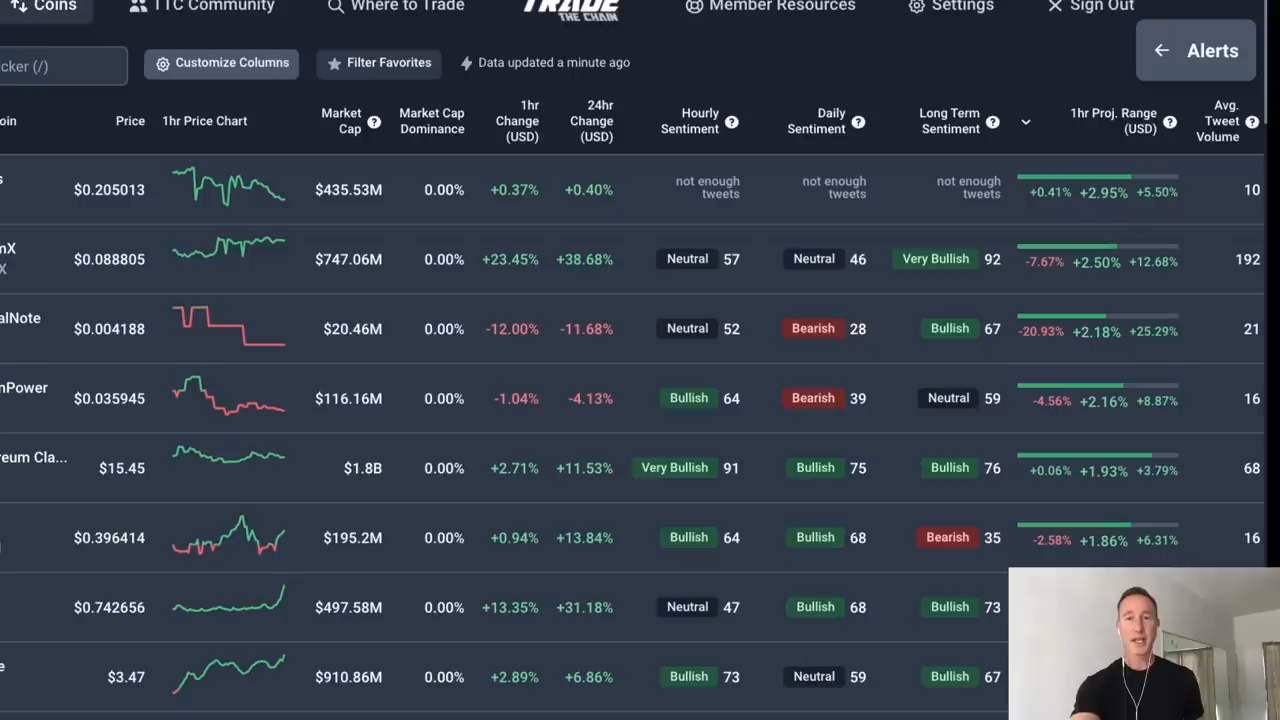 Coins
TTC Community
Where to Trade
TRADE
THE CHAIN
Member Resources
Settings
Sign Out
cker (/)
Customize Columns
Filter Favorites
Data updated a minute ago
← Alerts
oin
Price
1hr Price Chart
Market
Cap ?
Market Cap
Dominance
1hr
Change
(USD)
24hr
Change
(USD)
Hourly
Sentiment ?
Daily
Sentiment ?
Long Term
Sentiment ?
1hr Proj. Range
(USD) ?
Avg.
Tweet
Volume ?
s
$0.205013 $435.53M 0.00% +0.37% +0.40% not enough tweets not enough tweets not enough tweets +0.41% +2.95% +5.50% 10
mX
X
$0.088805 $747.06M 0.00% +23.45% +38.68% Neutral 57 Neutral 46 Very Bullish 92 -7.67% +2.50% +12.68% 192
alNote
$0.004188 $20.46M 0.00% -12.00% -11.68% Neutral 52 Bearish 28 Bullish 67 -20.93% +2.18% +25.29% 21
nPower
$0.035945 $116.16M 0.00% -1.04% -4.13% Bullish 64 Bearish 39 Neutral 59 -4.56% +2.16% +8.87% 16
reum Cla...
$15.45 $1.8B 0.00% +2.71% +11.53% Very Bullish 91 Bullish 75 Bullish 76 +0.06% +1.93% +3.79% 68
$0.396414 $195.2M 0.00% +0.94% +13.84% Bullish 64 Bullish 68 Bearish 35 -2.58% +1.86% +6.31% 16
$0.742656 $497.58M 0.00% +13.35% +31.18% Neutral 47 Bullish 68 Bullish 73
e
$3.47 $910.86M 0.00% +2.89% +6.86% Bullish 73 Neutral 59 Bullish 67